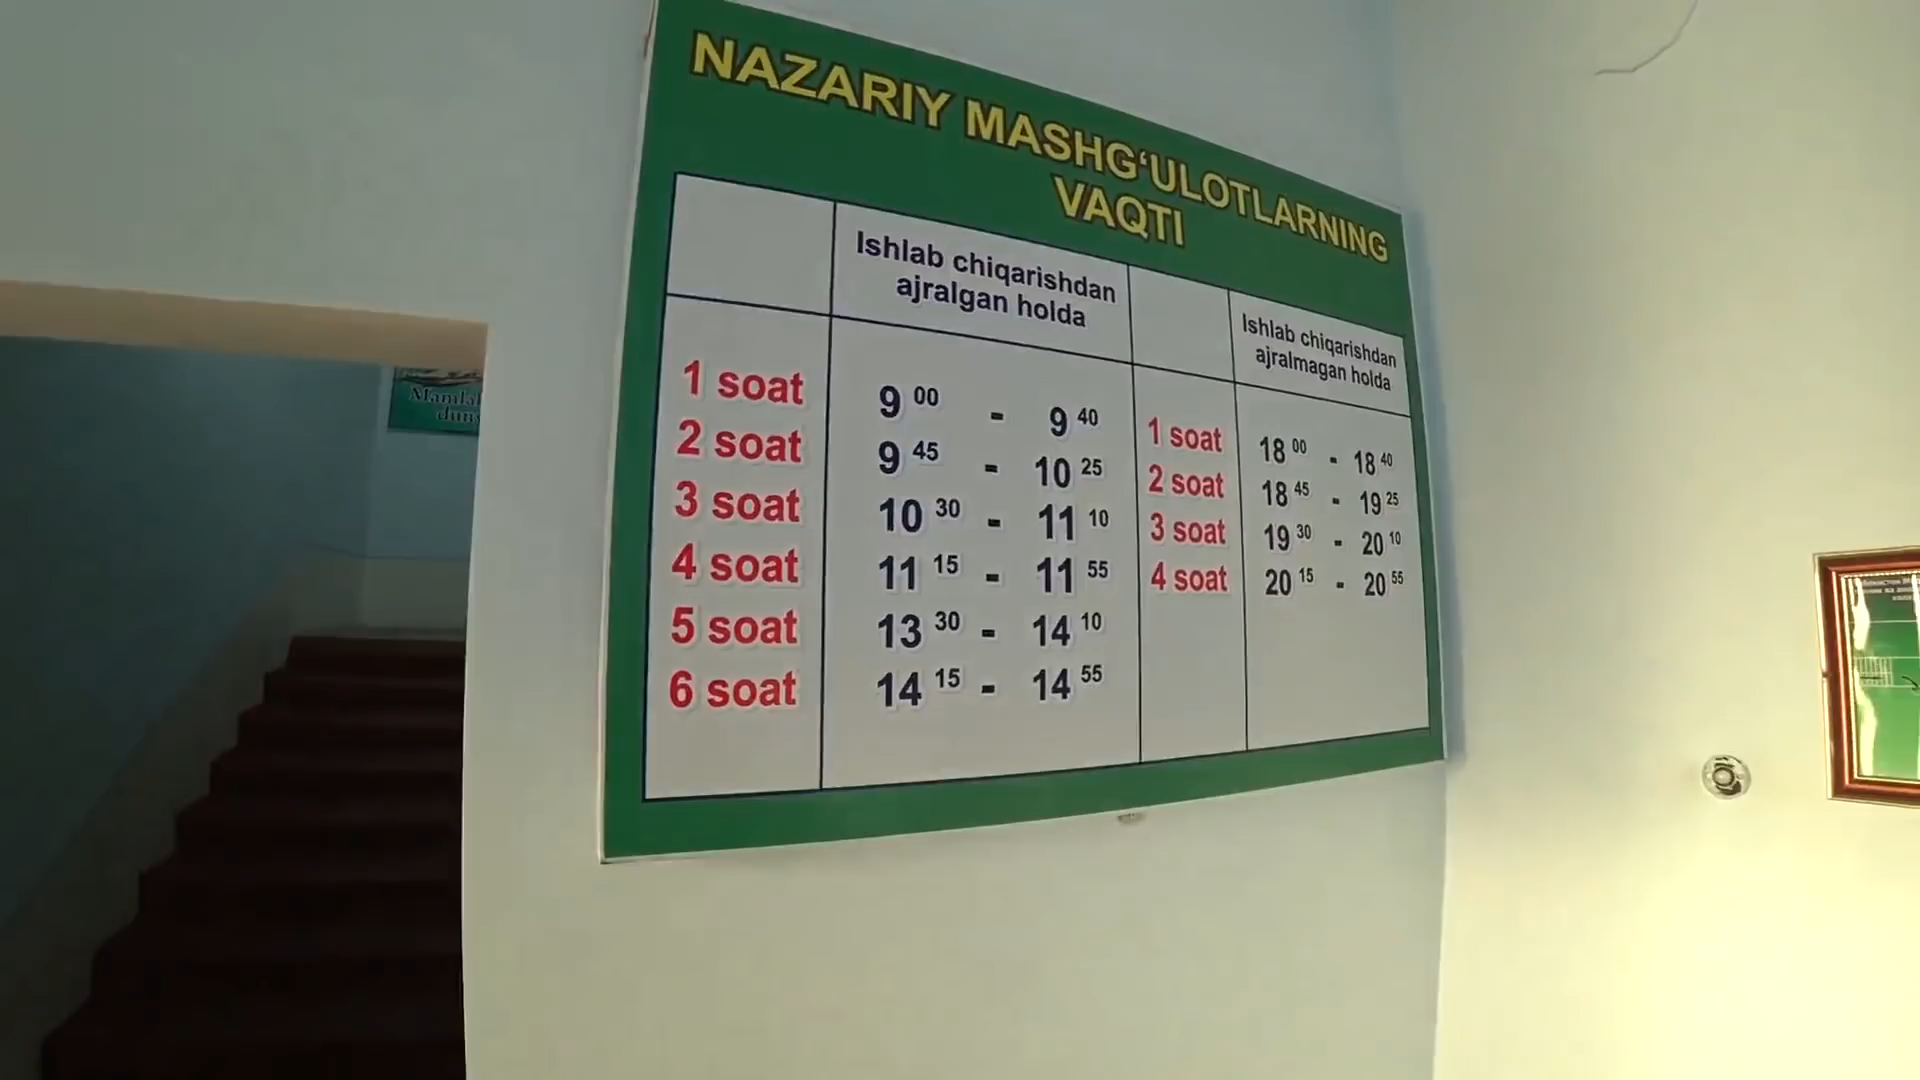 NAZARIY MASHG‘ULOTLARNING
VAQTI
Ishlab chiqarishdan
ajralgan holda
1 soat 9 00 - 9 40
2 soat 9 45 - 10 25
3 soat 10 30 - 11 10
4 soat 11 15 - 11 55
5 soat 13 30 - 14 10
6 soat 14 15 - 14 55
Ishlab chiqarishdan
ajralmagan holda
1 soat 18 00 - 18 40
2 soat 18 45 - 19 25
3 soat 19 30 - 20 10
4 soat 20 15 - 20 55